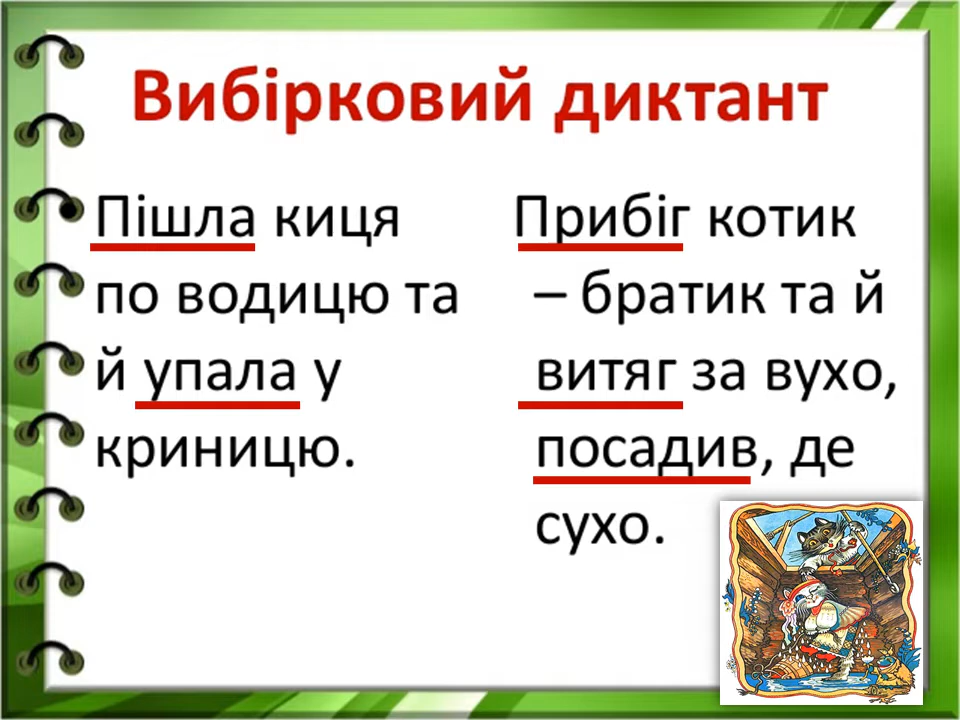 Вибірковий диктант
• Пішла киця
по водицю та
й упала у
криницю.
Прибіг котик
– братик та й
витяг за вухо,
посадив, де
сухо.